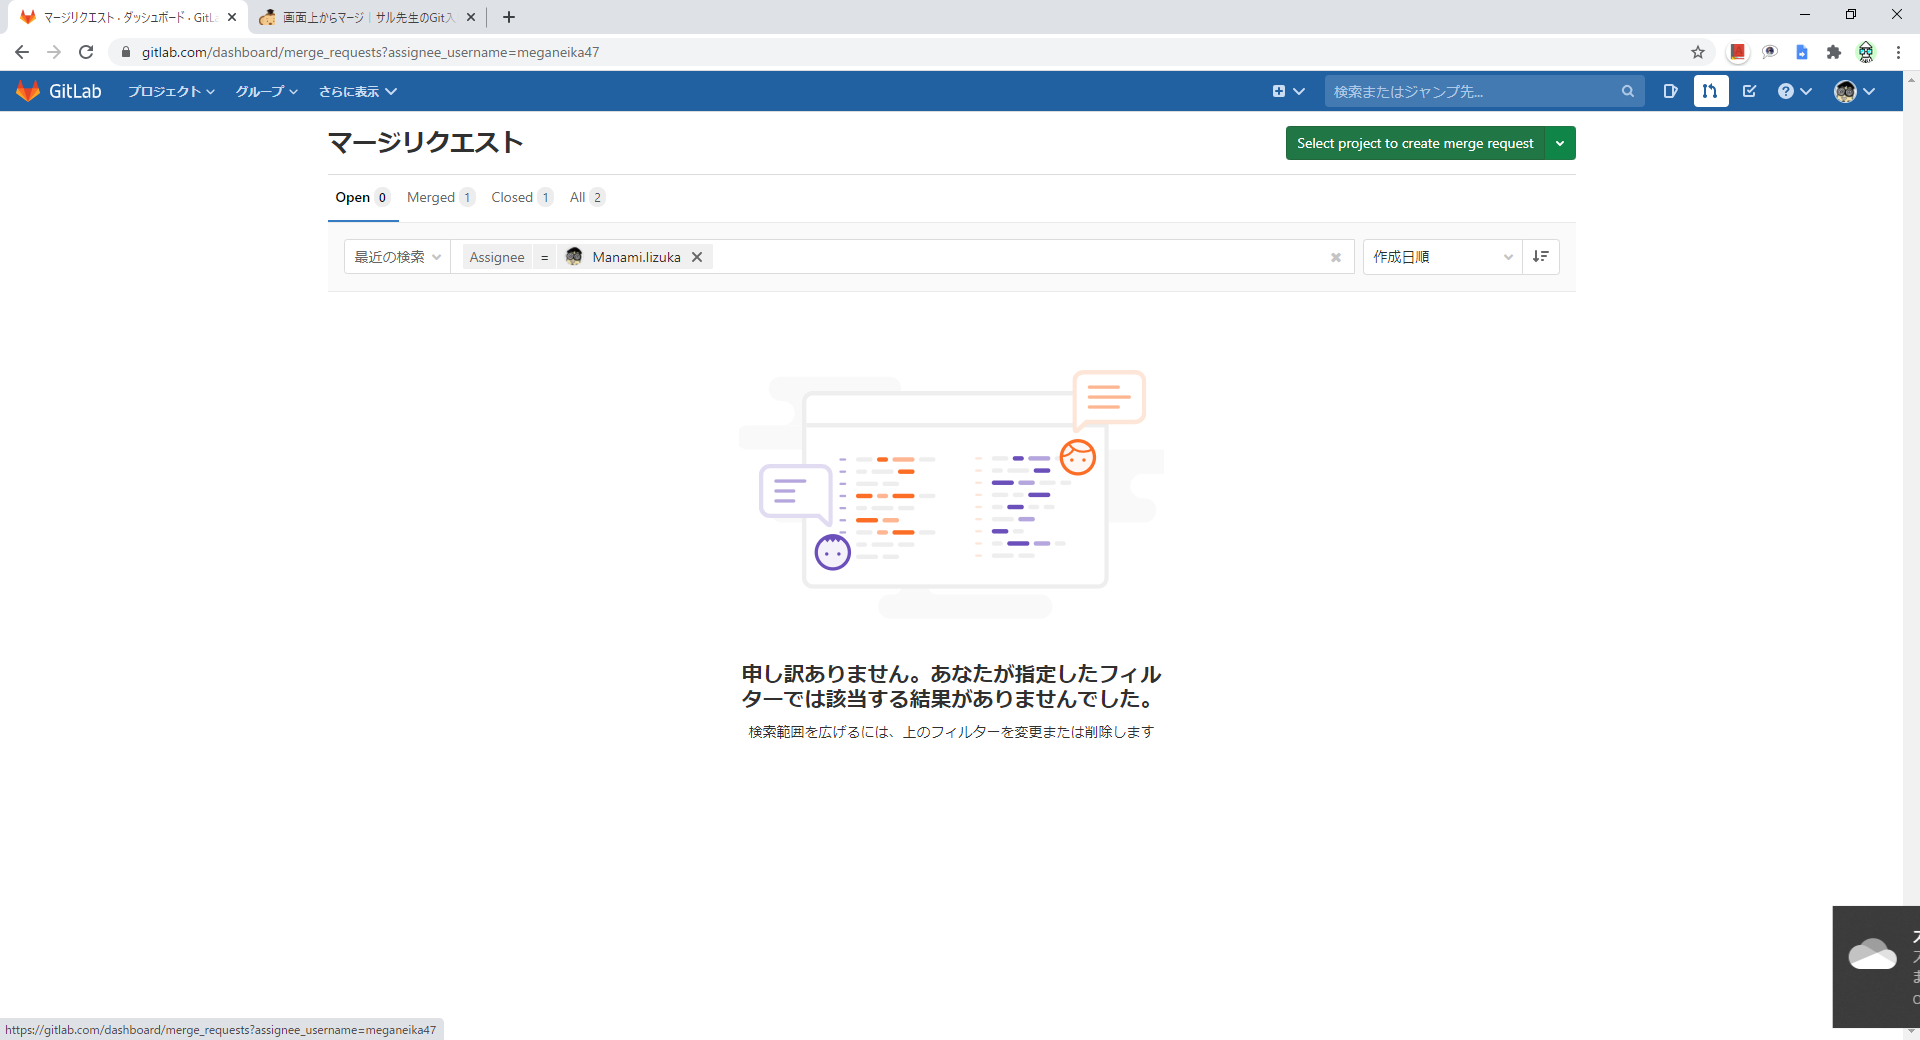 マージリクエスト · ダッシュボード · GitLa
画面上からマージ | サル先生のGit入
gitlab.com/dashboard/merge_requests?assignee_username=meganeika47
GitLab プロジェクト グループ さらに表示 検索またはジャンプ先...
マージリクエスト
Select project to create merge request
Open 0 Merged 1 Closed 1 All 2
最近の検索 Assignee = Manami.Iizuka 作成日順
申し訳ありません。あなたが指定したフィル
ターでは該当する結果がありませんでした。
検索範囲を広げるには、上のフィルターを変更または削除します
https://gitlab.com/dashboard/merge_requests?assignee_username=meganeika47